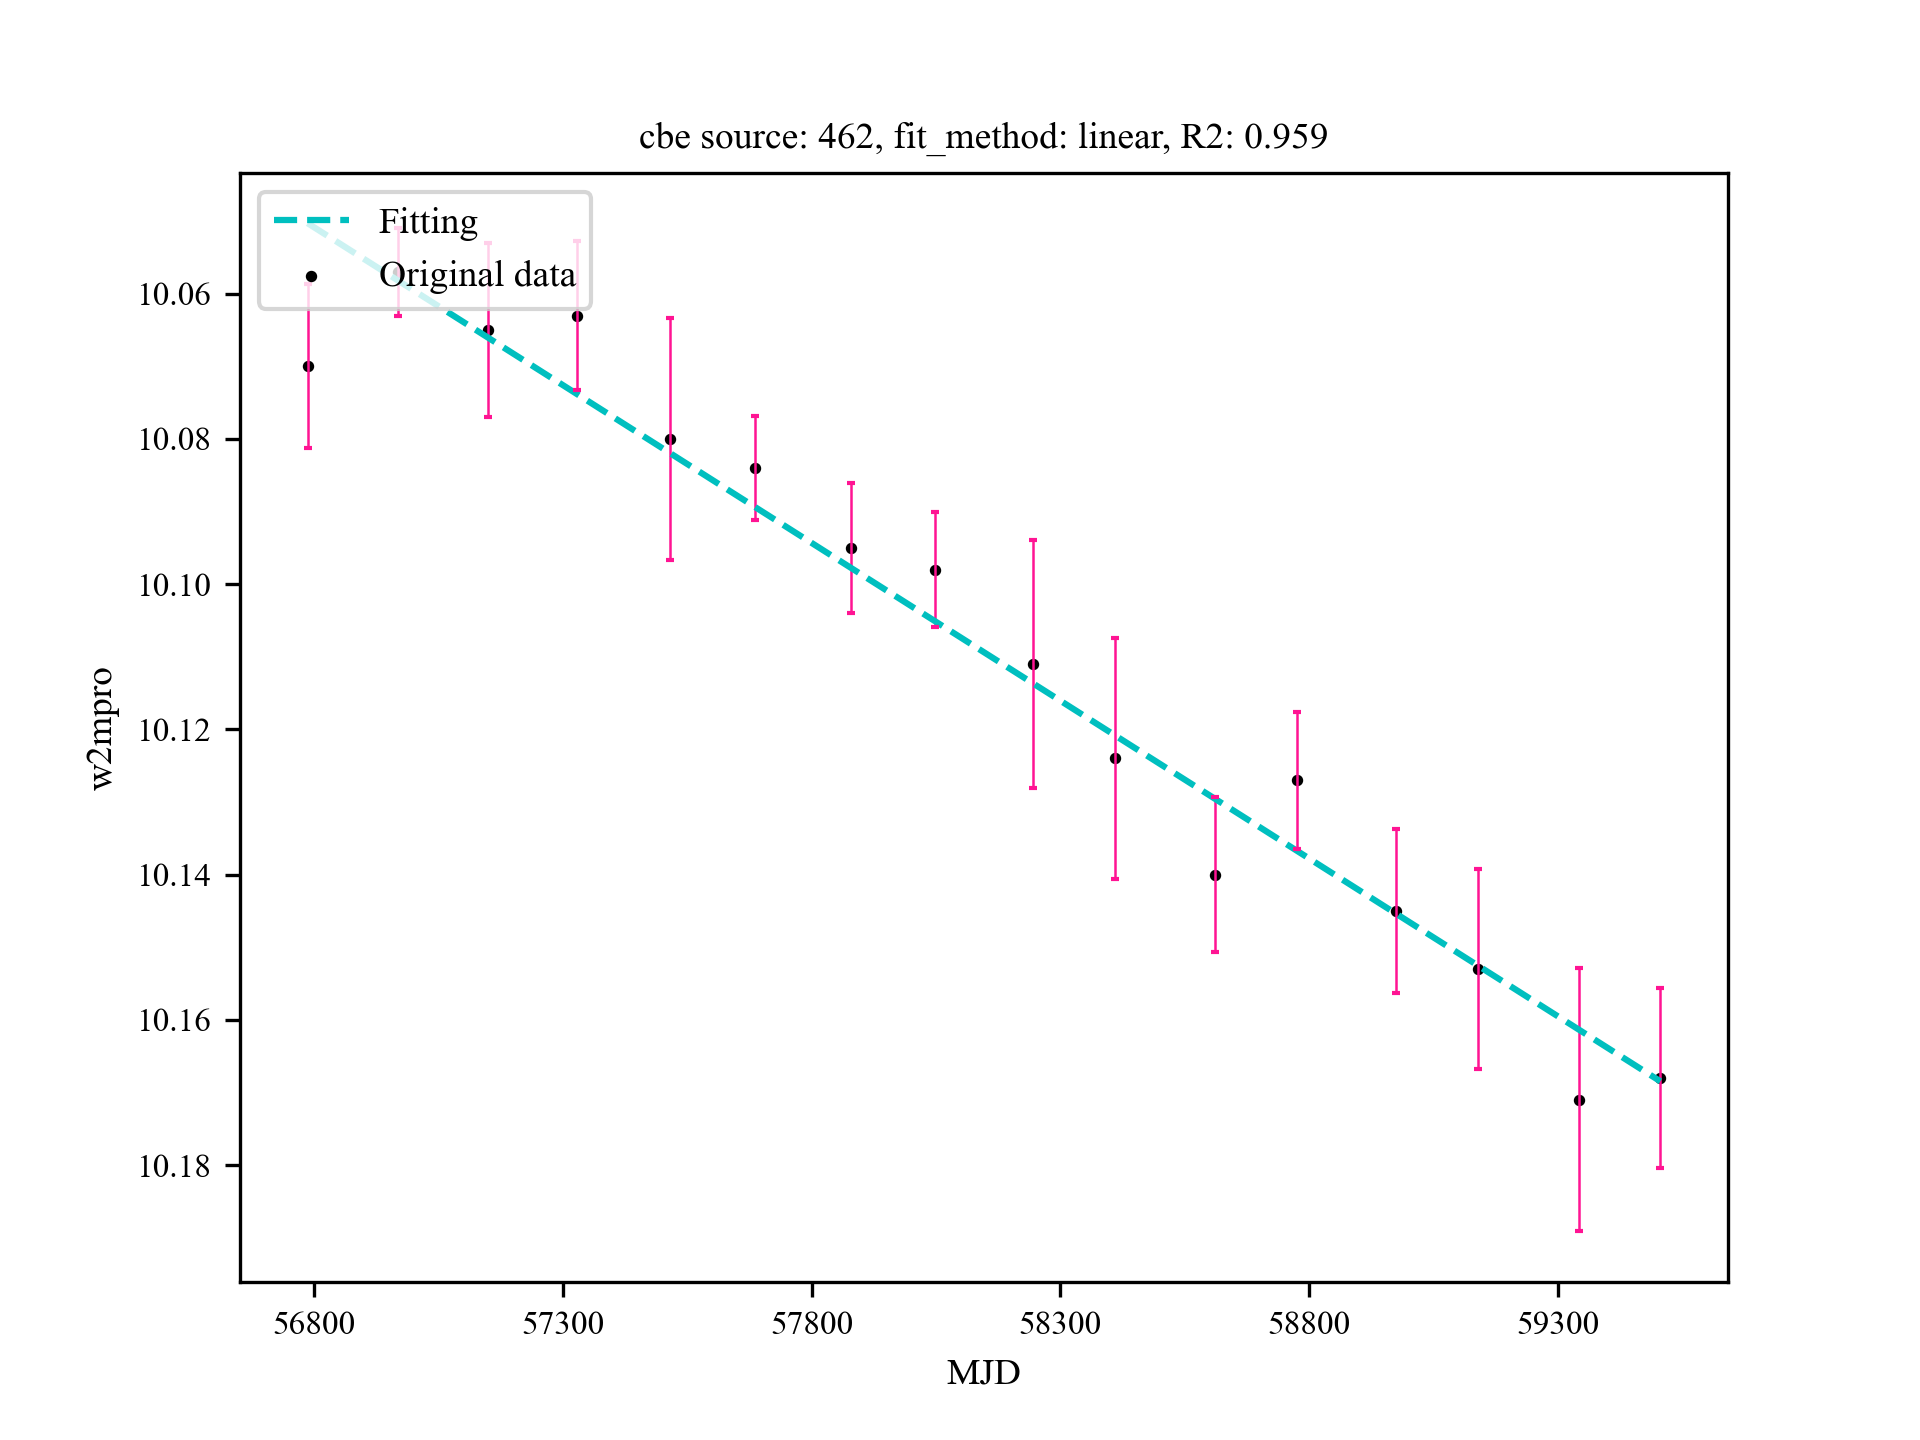 cbe source: 462, fit_method: linear, R2: 0.959
Fitting
Original data
10.06
10.08
10.10
10.12
10.14
10.16
10.18
w2mpro
56800
57300
57800
58300
58800
59300
MJD